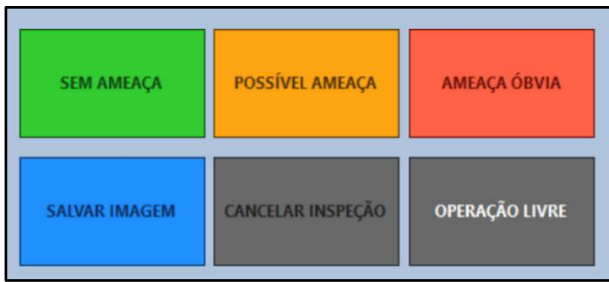 SEM AMEAÇA
POSSÍVEL AMEAÇA
AMEAÇA ÓBVIA
SALVAR IMAGEM
CANCELAR INSPEÇÃO
OPERAÇÃO LIVRE